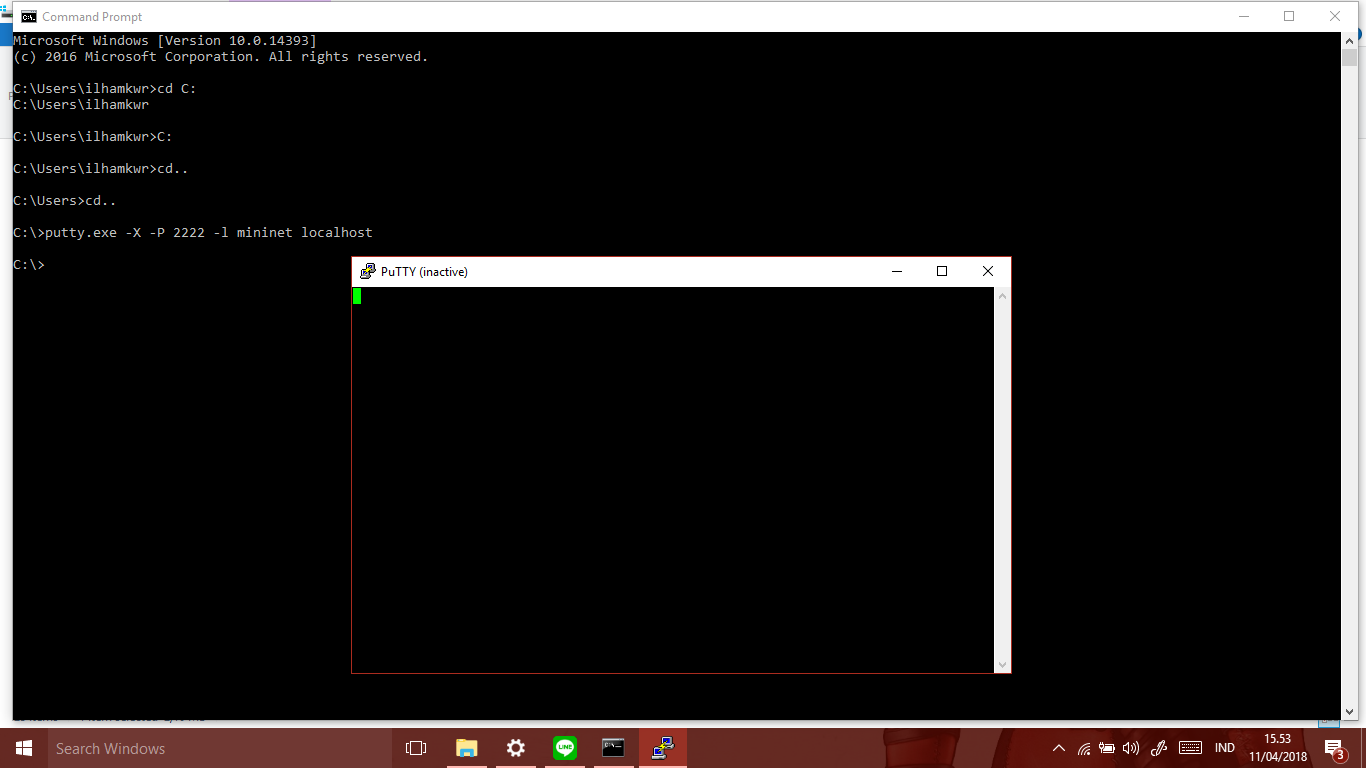 Command Prompt
Microsoft Windows [Version 10.0.14393]
(c) 2016 Microsoft Corporation. All rights reserved.
C:\Users\ilhamkwr>cd C:
C:\Users\ilhamkwr
C:\Users\ilhamkwr>C:
C:\Users\ilhamkwr>cd..
C:\Users>cd..
C:\>putty.exe -X -P 2222 -l mininet localhost
C:\>
PuTTY (inactive)
Search Windows
LINE
IND
15.53
11/04/2018
3